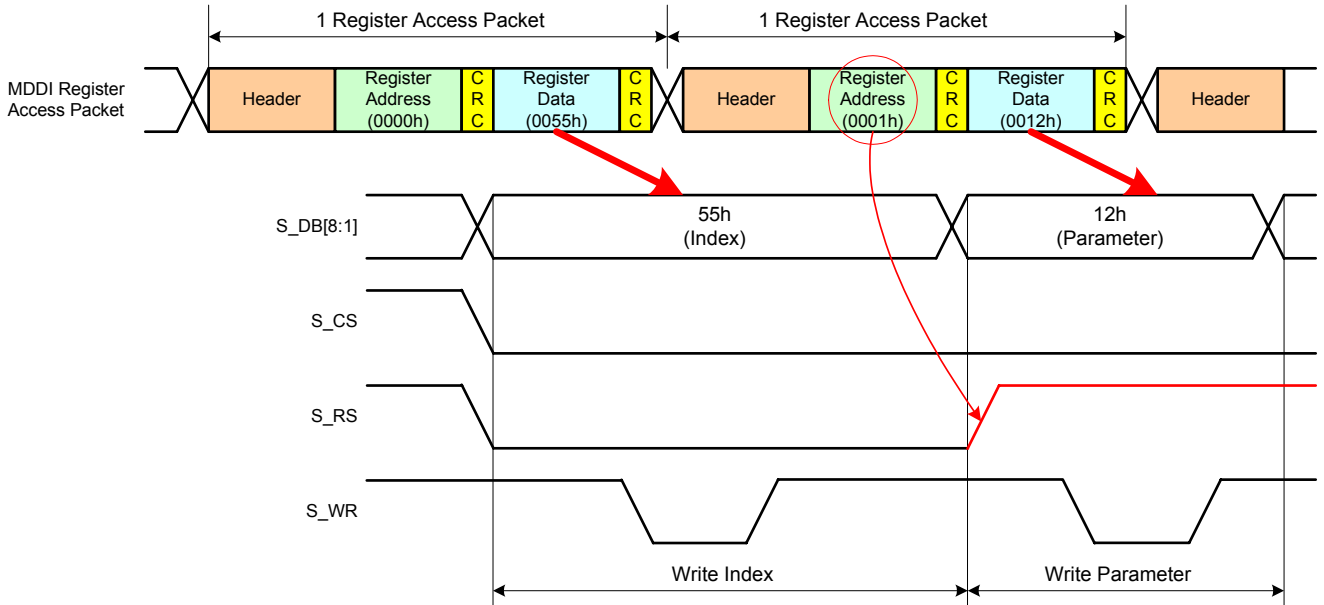 1 Register Access Packet
1 Register Access Packet
MDDI Register
Access Packet
Header
Register
Address
(0000h)
C
R
C
Register
Data
(0055h)
C
R
C
Header
Register
Address
(0001h)
C
R
C
Register
Data
(0012h)
C
R
C
Header
S_DB[8:1]
55h
(Index)
12h
(Parameter)
S_CS
S_RS
S_WR
Write Index
Write Parameter